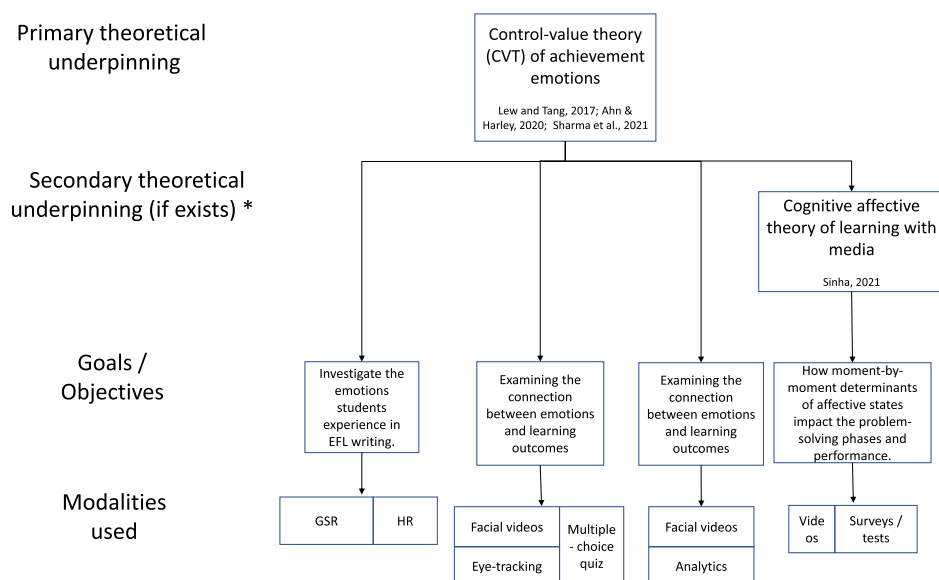 Primary theoretical
underpinning
Control-value theory
(CVT) of achievement
emotions
Lew and Tang, 2017; Ahn &
Harley, 2020;  Sharma et al., 2021
Secondary theoretical
underpinning (if exists) *
Cognitive affective
theory of learning with
media
Sinha, 2021
Goals /
Objectives
Investigate the
emotions
students
experience in
EFL writing.
Examining the
connection
between emotions
and learning
outcomes
Examining the
connection
between emotions
and learning
outcomes
How moment-by-
moment determinants
of affective states
impact the problem-
solving phases and
performance.
Modalities
used
GSR
HR
Facial videos
Eye-tracking
Multiple
- choice
quiz
Facial videos
Analytics
Vide
os
Surveys /
tests